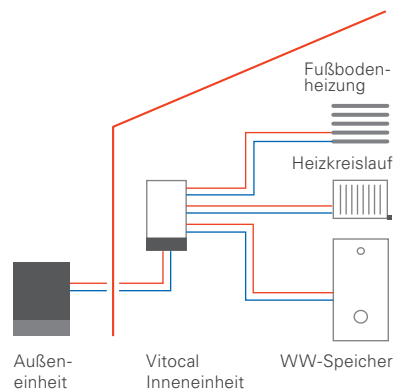 Fußboden-
heizung
Heizkreislauf
Außen-
einheit
Vitocal
Inneneinheit
WW-Speicher